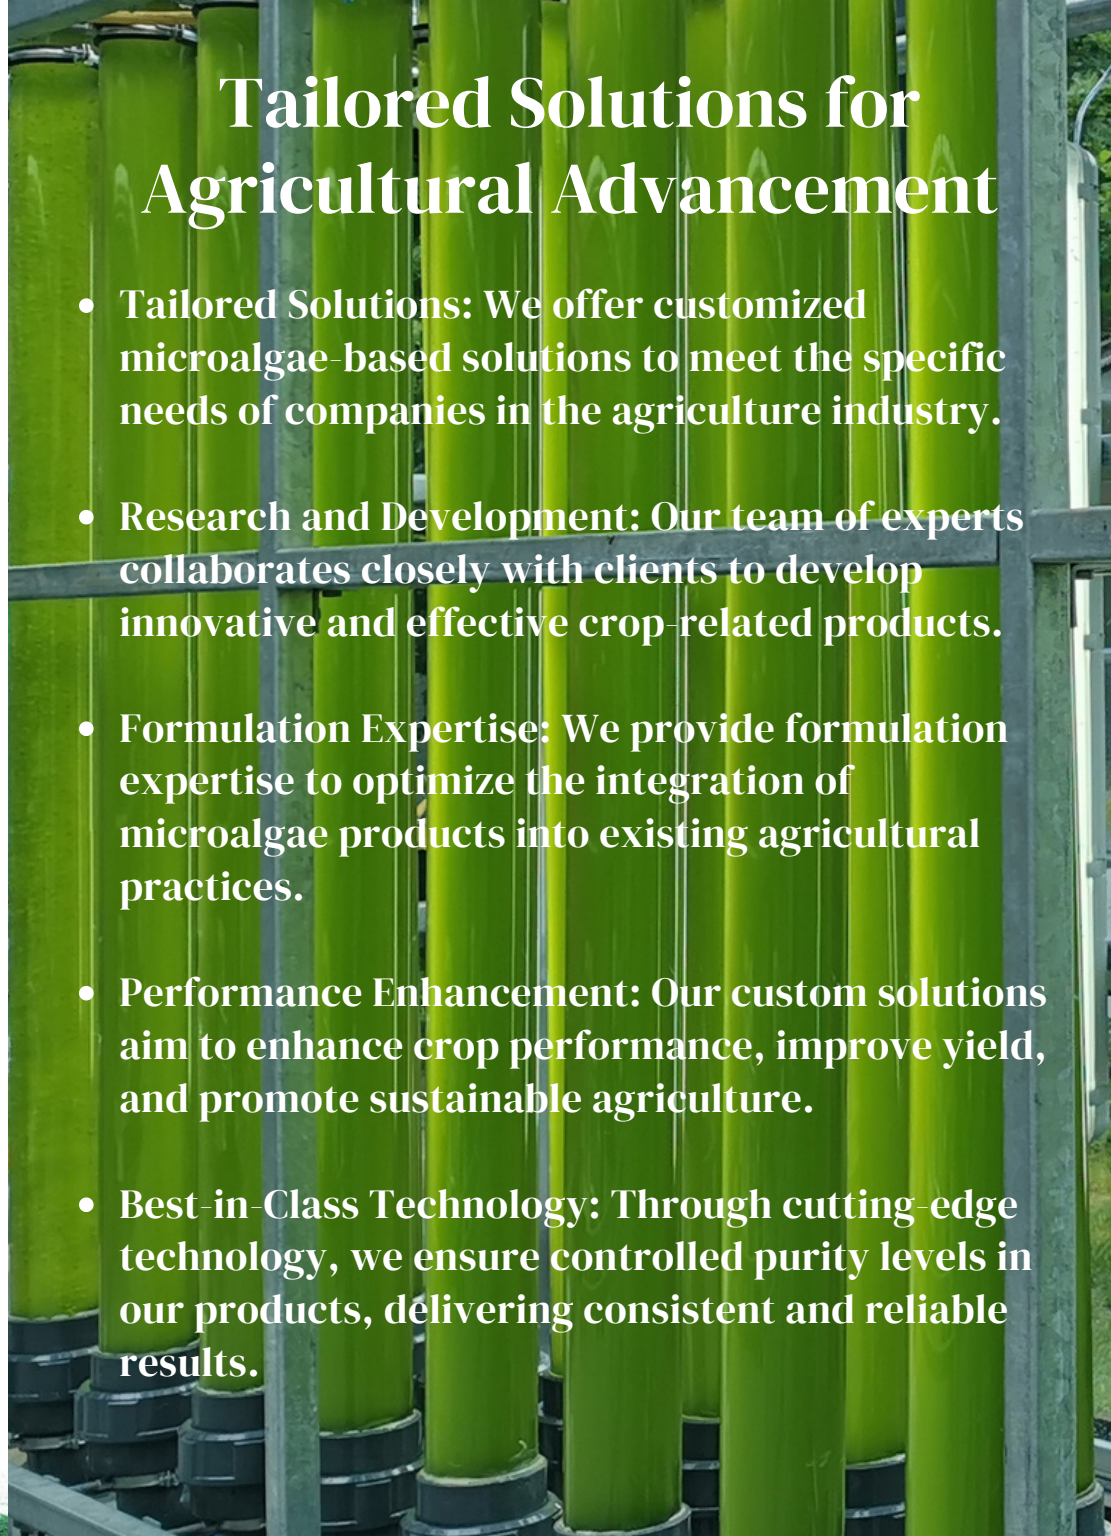 Tailored Solutions for
Agricultural Advancement
• Tailored Solutions: We offer customized
microalgae-based solutions to meet the specific
needs of companies in the agriculture industry.
• Research and Development: Our team of experts
collaborates closely with clients to develop
innovative and effective crop-related products.
• Formulation Expertise: We provide formulation
expertise to optimize the integration of
microalgae products into existing agricultural
practices.
• Performance Enhancement: Our custom solutions
aim to enhance crop performance, improve yield,
and promote sustainable agriculture.
• Best-in-Class Technology: Through cutting-edge
technology, we ensure controlled purity levels in
our products, delivering consistent and reliable
results.